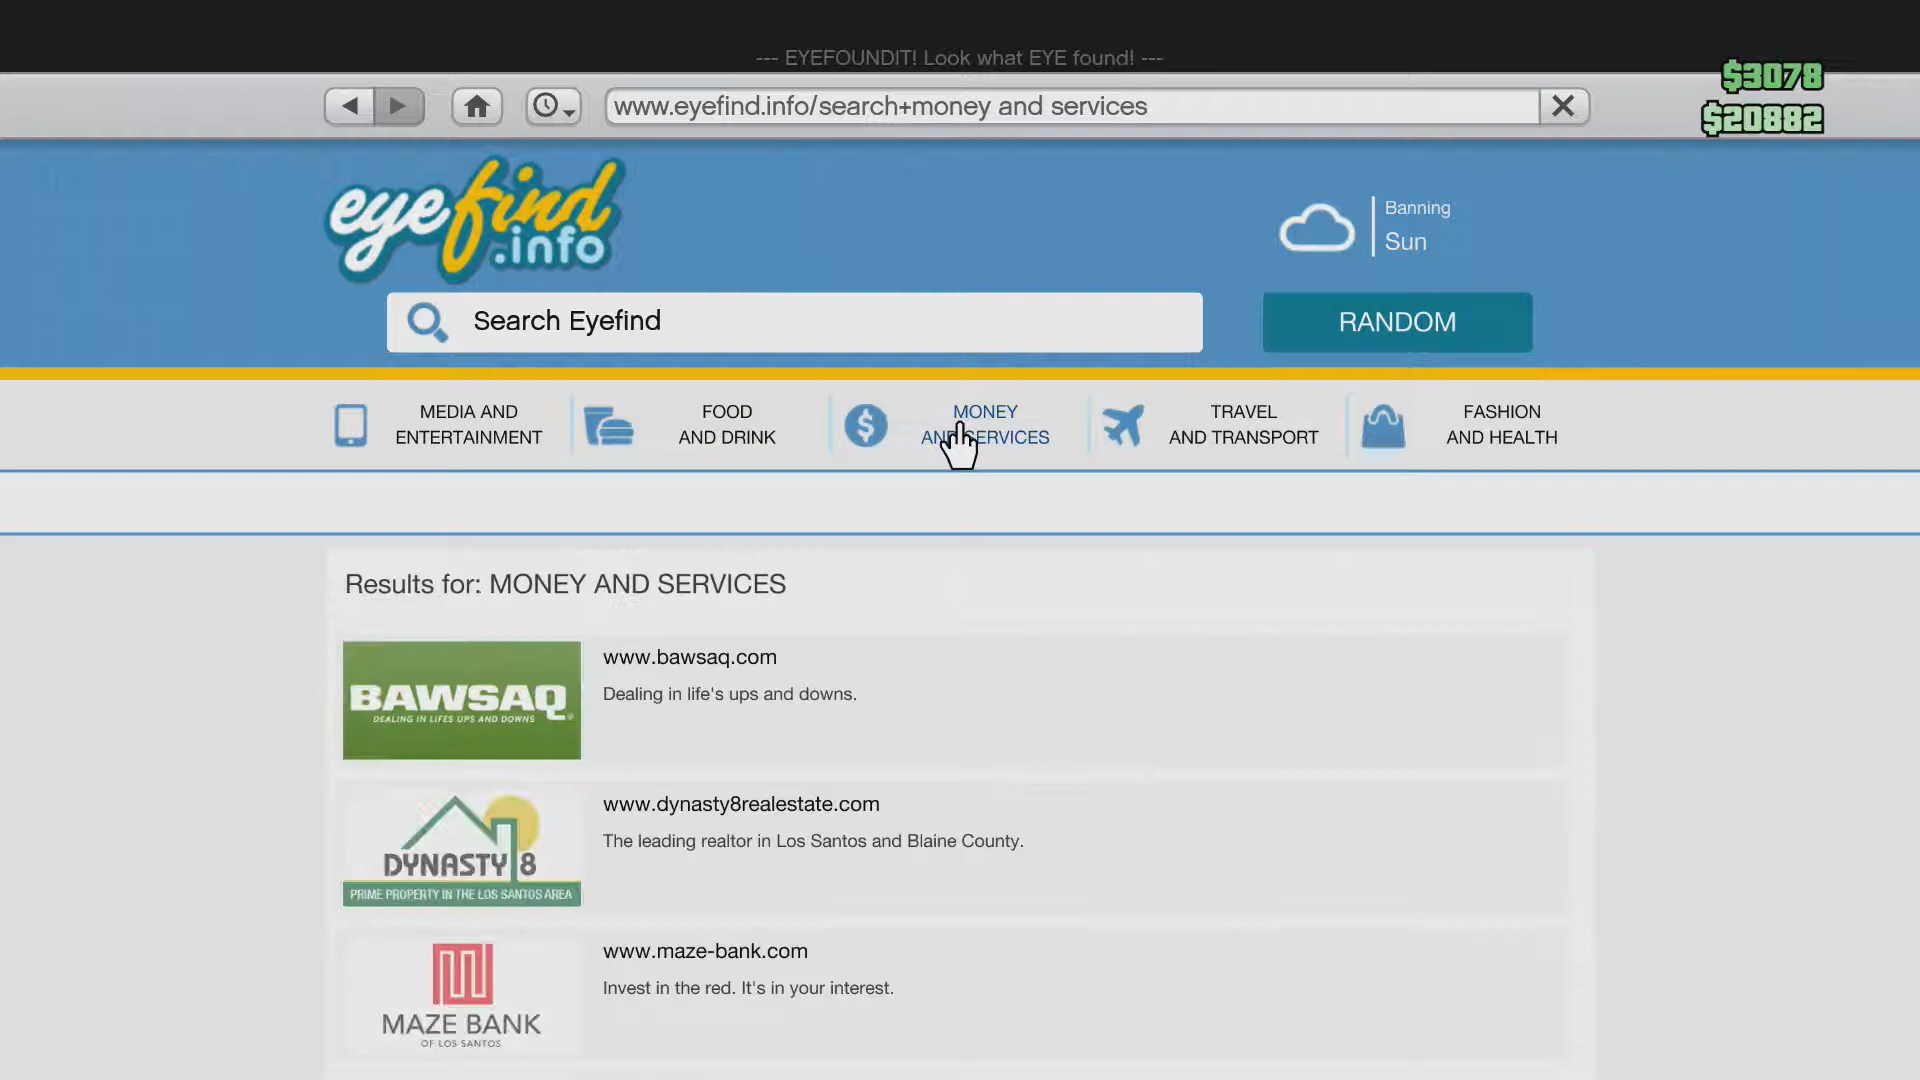 --- EYEFOUNDIT! Look what EYE found! ---
$3078
$20882
www.eyefind.info/search+money and services
eyefind
.info
Banning
Sun
Search Eyefind
RANDOM
MEDIA AND
ENTERTAINMENT
FOOD
AND DRINK
MONEY
AND SERVICES
TRAVEL
AND TRANSPORT
FASHION
AND HEALTH
Results for: MONEY AND SERVICES
BAWSAQ
DEALING IN LIFES UPS AND DOWNS
www.bawsaq.com
Dealing in life's ups and downs.
DYNASTY 8
PRIME PROPERTY IN THE LOS SANTOS AREA
www.dynasty8realestate.com
The leading realtor in Los Santos and Blaine County.
MAZE BANK
OF LOS SANTOS
www.maze-bank.com
Invest in the red. It's in your interest.